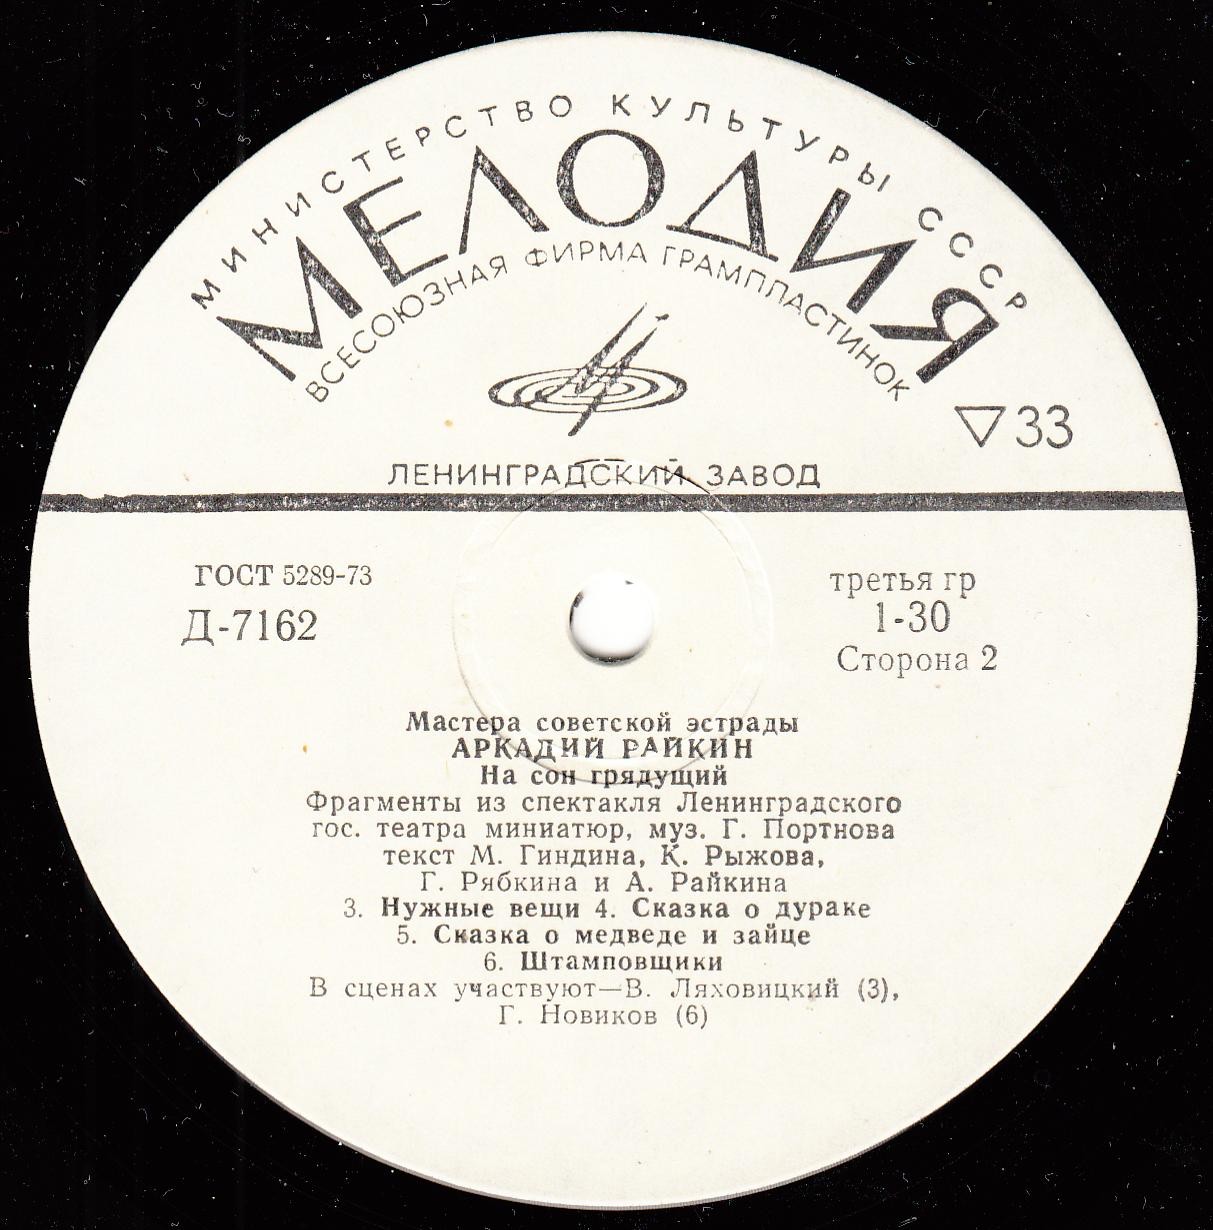 МИНИСТЕРСТВО КУЛЬТУРЫ СССР
МЕЛОДИЯ
ВСЕСОЮЗНАЯ ФИРМА ГРАМПЛАСТИНОК
33
ЛЕНИНГРАДСКИЙ ЗАВОД
ГОСТ 5289-73
Д-7162
третья гр
1-30
Сторона 2
Мастера советской эстрады
АРКАДИЙ РАЙКИН
На сон грядущий
Фрагменты из спектакля Ленинградского
гос. театра миниатюр, муз. Г. Портнова
текст М. Гиндина, К. Рыжова,
Г. Рябкина и А. Райкина
3. Нужные вещи 4. Сказка о дураке
5. Сказка о медведе и зайце
6. Штамповщики
В сценах участвуют—В. Ляховицкий (3),
Г. Новиков (6)